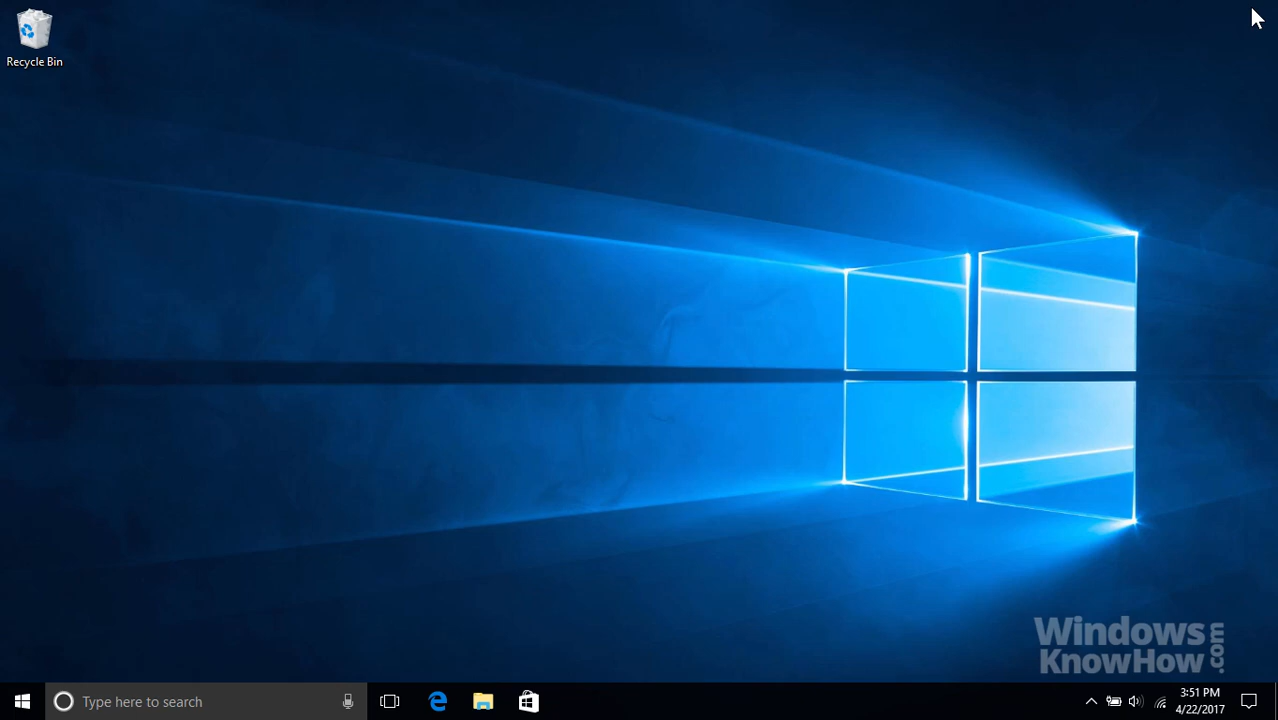 Recycle Bin
Windows
KnowHow.com
Type here to search
3:51 PM
4/22/2017